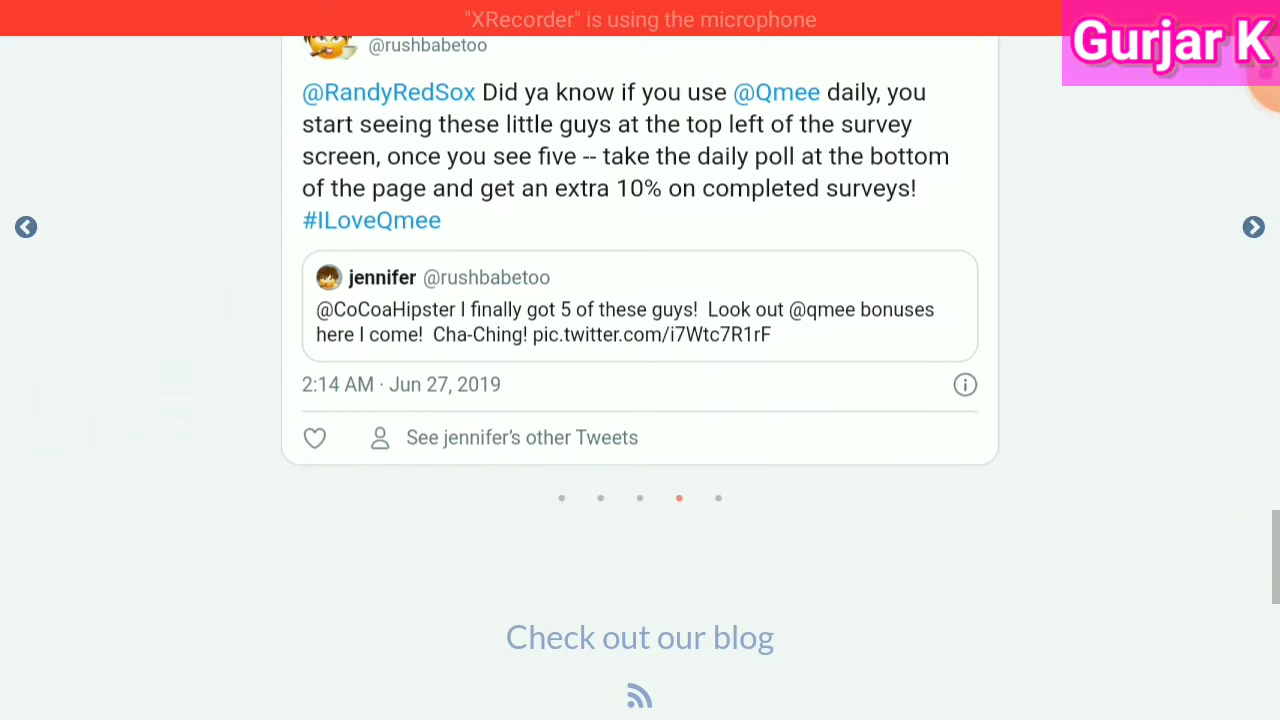 "XRecorder" is using the microphone
Gurjar K
@rushbabetoo
@RandyRedSox Did ya know if you use @Qmee daily, you
start seeing these little guys at the top left of the survey
screen, once you see five -- take the daily poll at the bottom
of the page and get an extra 10% on completed surveys!
#ILoveQmee
jennifer @rushbabetoo
@CoCoaHipster I finally got 5 of these guys! Look out @qmee bonuses
here I come! Cha-Ching! pic.twitter.com/i7Wtc7R1rF
2:14 AM · Jun 27, 2019
See jennifer's other Tweets
Check out our blog